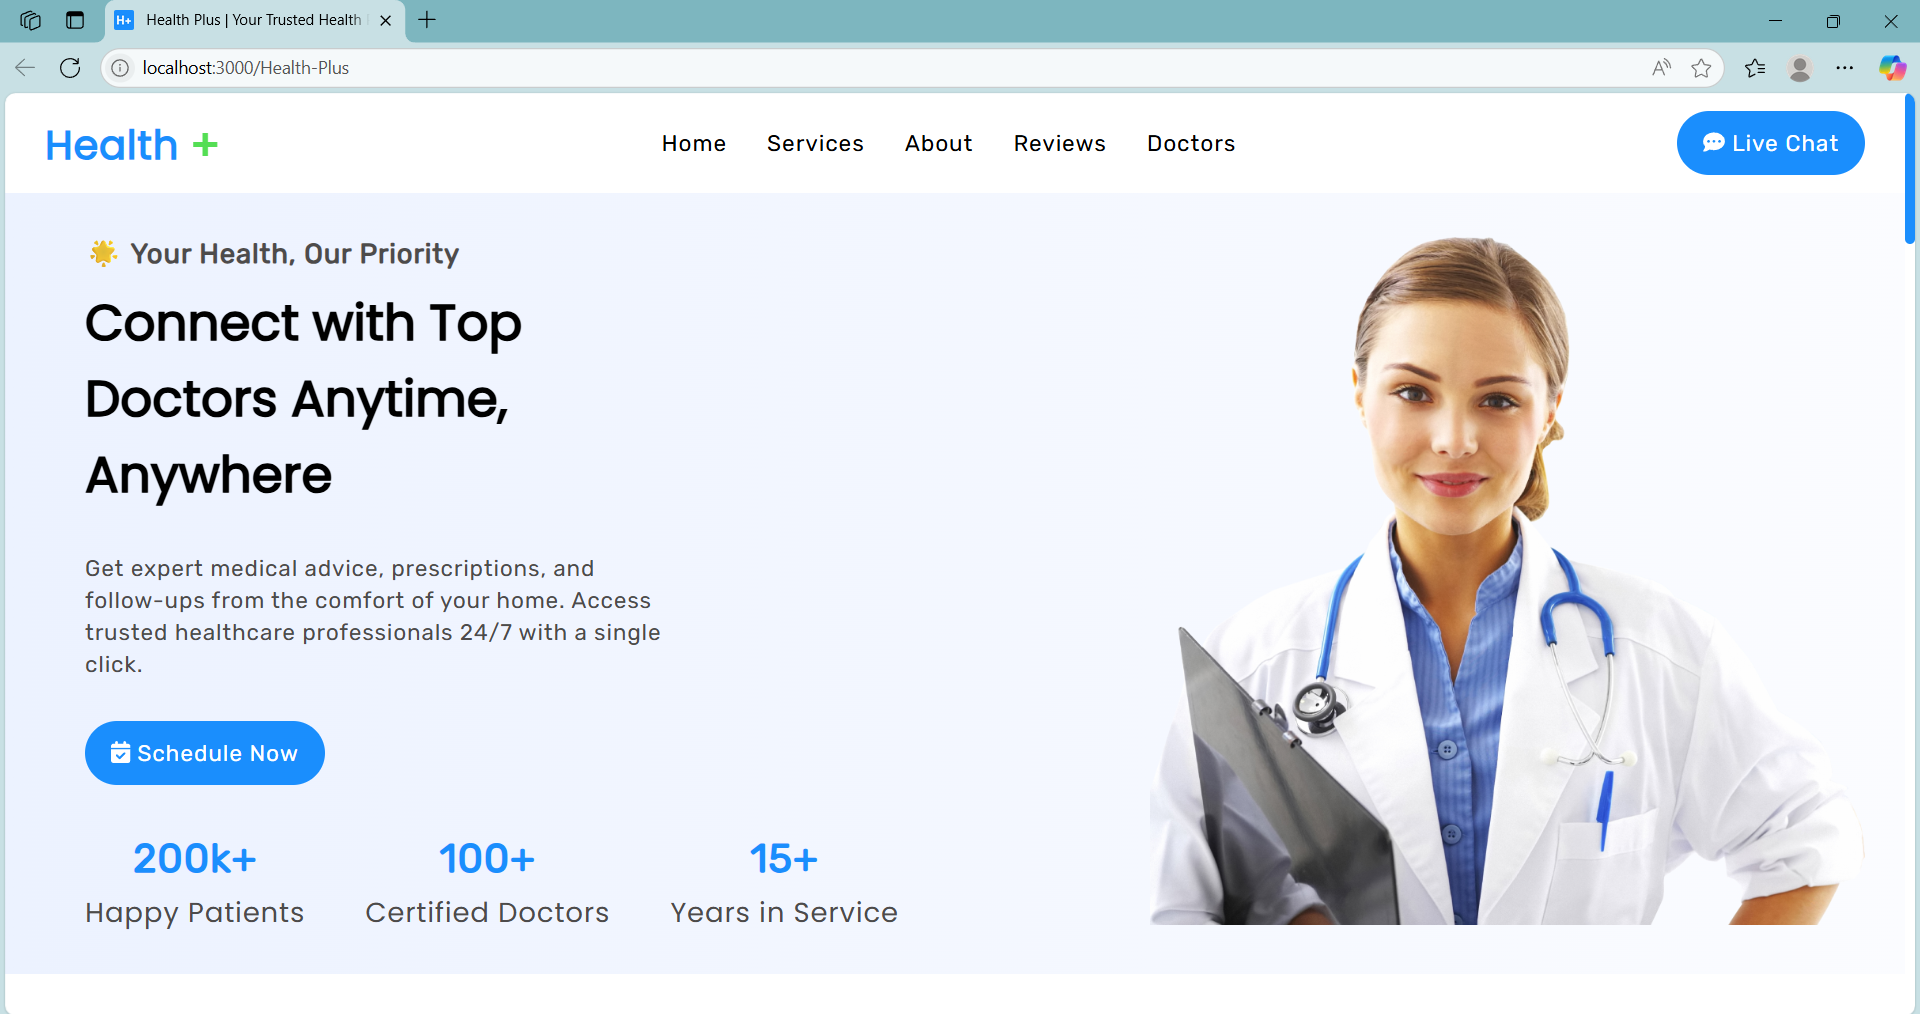 H+ Health Plus | Your Trusted Health
localhost:3000/Health-Plus
Health +
Home Services About Reviews Doctors
Live Chat
🌟 Your Health, Our Priority
Connect with Top
Doctors Anytime,
Anywhere
Get expert medical advice, prescriptions, and
follow-ups from the comfort of your home. Access
trusted healthcare professionals 24/7 with a single
click.
Schedule Now
200k+ 100+ 15+
Happy Patients Certified Doctors Years in Service